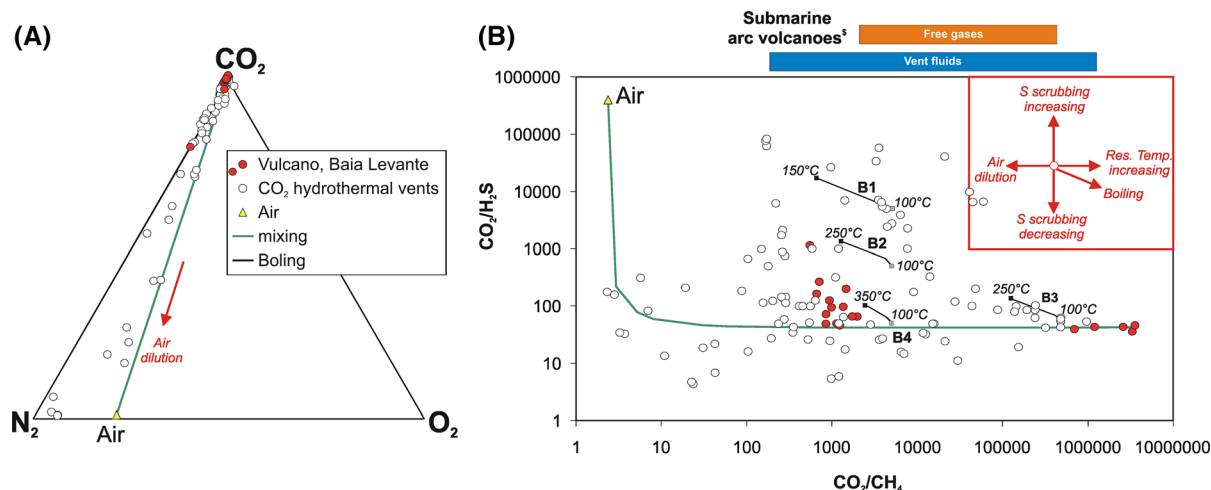 (A)
CO₂
Vulcano, Baia Levante
CO₂ hydrothermal vents
Air
mixing
Boling
Air
dilution
N₂
Air
O₂
(B)
Submarine
arc volcanoes$
Free gases
Vent fluids
CO₂/H₂S
1000000
100000
10000
1000
100
10
1
Air
150°C
B1
100°C
250°C
B2
100°C
350°C
100°C
B4
250°C
B3
100°C
S scrubbing
increasing
Air
dilution
Res. Temp.
increasing
Boiling
S scrubbing
decreasing
1
10
100
1000
10000
100000
1000000
10000000
CO₂/CH₄